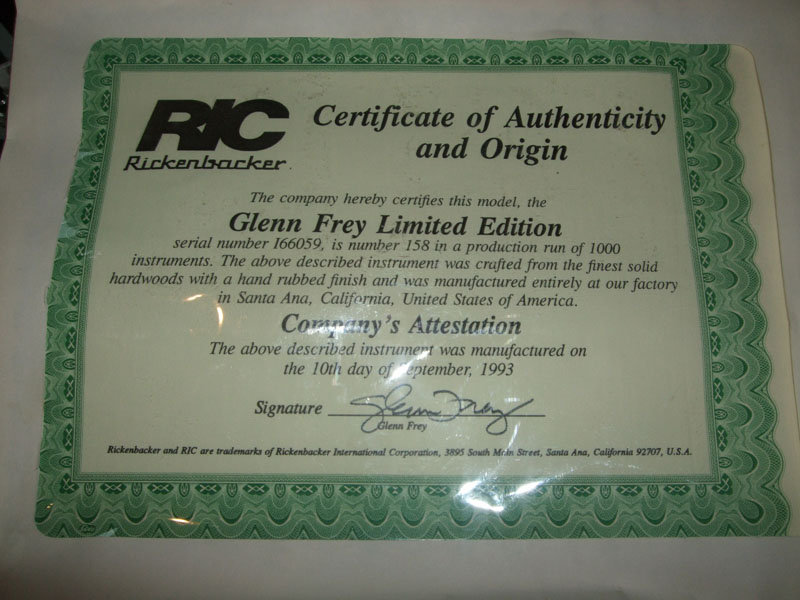 RIC
Rickenbacker
Certificate of Authenticity
and Origin
The company hereby certifies this model, the
Glenn Frey Limited Edition
serial number I66059, is number 158 in a production run of 1000
instruments. The above described instrument was crafted from the finest solid
hardwoods with a hand rubbed finish and was manufactured entirely at our factory
in Santa Ana, California, United States of America.
Company's Attestation
The above described instrument was manufactured on
the 10th day of September, 1993
Signature Glenn Frey
Glenn Frey
Rickenbacker and RIC are trademarks of Rickenbacker International Corporation, 3895 South Main Street, Santa Ana, California 92707, U.S.A.